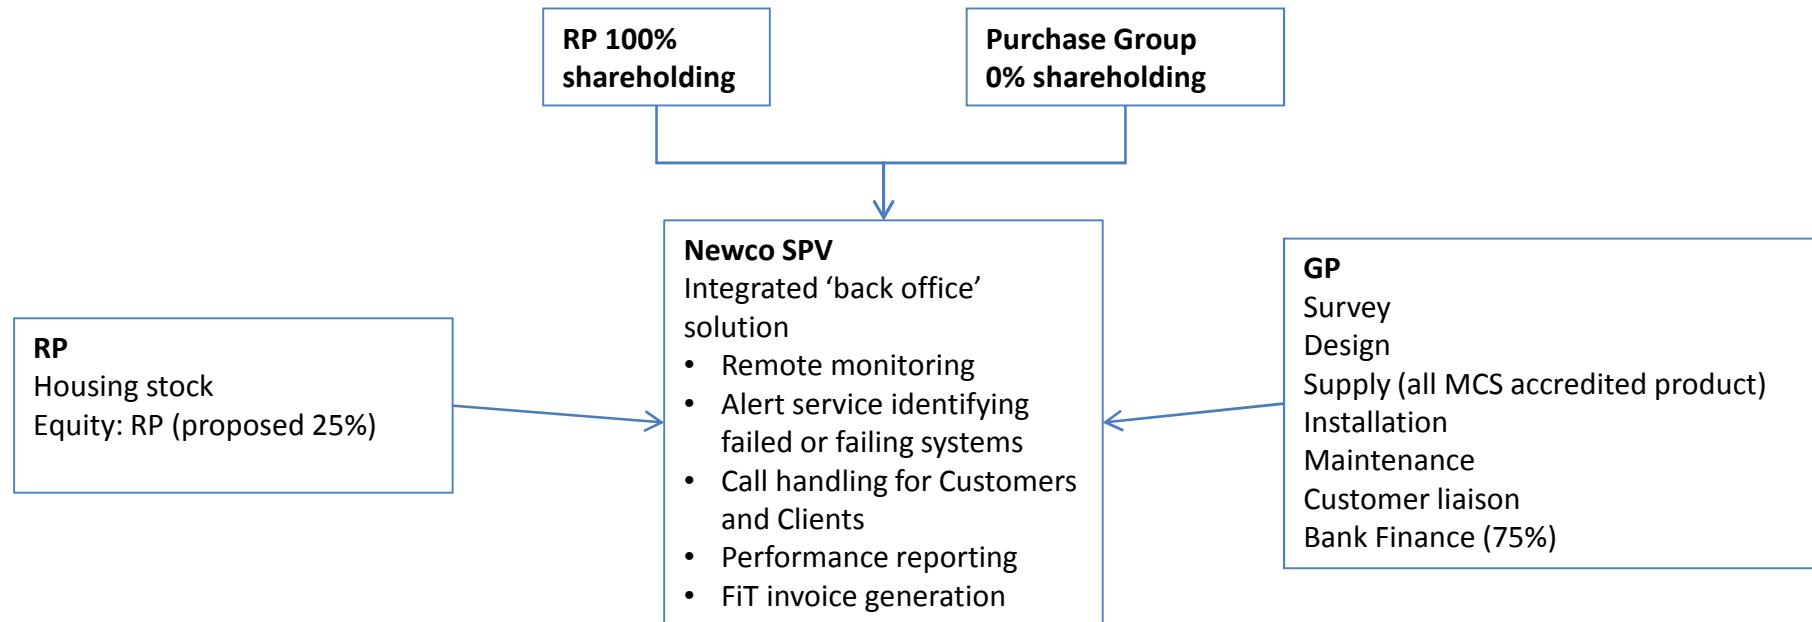 RP 100%
shareholding
Purchase Group
0% shareholding
RP
Housing stock
Equity: RP (proposed 25%)
Newco SPV
Integrated ‘back office’
solution
• Remote monitoring
• Alert service identifying
failed or failing systems
• Call handling for Customers
and Clients
• Performance reporting
• FiT invoice generation
GP
Survey
Design
Supply (all MCS accredited product)
Installation
Maintenance
Customer liaison
Bank Finance (75%)